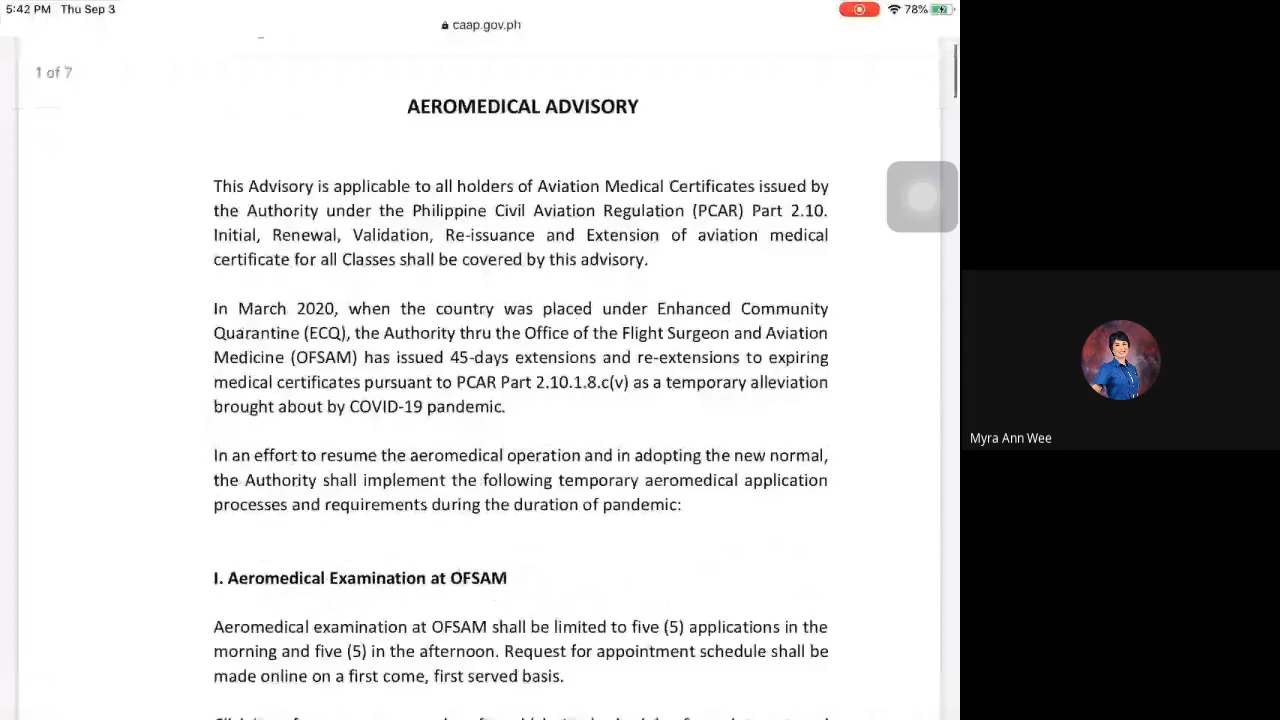 5:42 PM Thu Sep 3
78%
caap.gov.ph
1 of 7
AEROMEDICAL ADVISORY
This Advisory is applicable to all holders of Aviation Medical Certificates issued by
the Authority under the Philippine Civil Aviation Regulation (PCAR) Part 2.10.
Initial, Renewal, Validation, Re-issuance and Extension of aviation medical
certificate for all Classes shall be covered by this advisory.
In March 2020, when the country was placed under Enhanced Community
Quarantine (ECQ), the Authority thru the Office of the Flight Surgeon and Aviation
Medicine (OFSAM) has issued 45-days extensions and re-extensions to expiring
medical certificates pursuant to PCAR Part 2.10.1.8.c(v) as a temporary alleviation
brought about by COVID-19 pandemic.
In an effort to resume the aeromedical operation and in adopting the new normal,
the Authority shall implement the following temporary aeromedical application
processes and requirements during the duration of pandemic:
I. Aeromedical Examination at OFSAM
Aeromedical examination at OFSAM shall be limited to five (5) applications in the
morning and five (5) in the afternoon. Request for appointment schedule shall be
made online on a first come, first served basis.
Myra Ann Wee